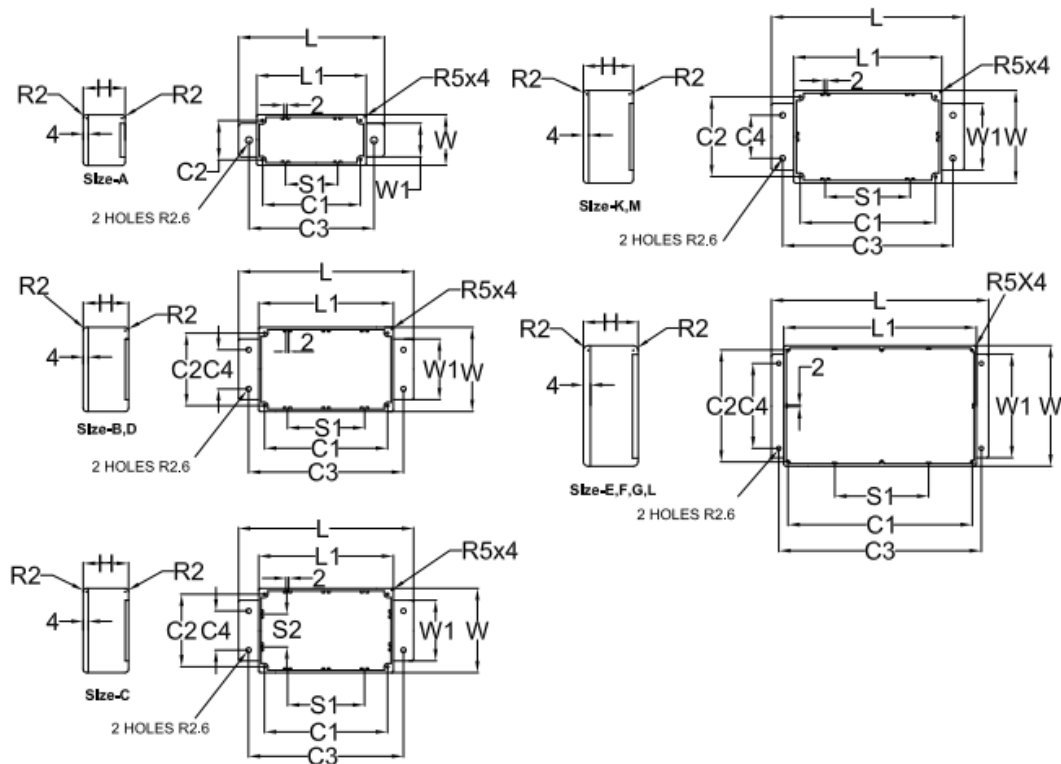 L
H
L1
R2
R2
R5x4
2
4
W
C2
Size-A
S1
W1
C1
2 HOLES R2.6
C3
L
H
L1
R2
R2
R5x4
2
C2
C4
4
W1
W
S1
Size-K,M
C1
2 HOLES R2.6
C3
L
R2
H
L1
R2
R5x4
2
4
C2
C4
W1
W
S1
Size-B,D
C1
2 HOLES R2.6
C3
R5X4
L
R2
H
R2
L1
4
2
C2
C4
W1
W
Size-E,F,G,L
S1
2 HOLES R2.6
C1
C3
L
H
L1
R2
R2
R5x4
2
4
C2
C4
S2
W1
W
Size-C
S1
2 HOLES R2.6
C1
C3